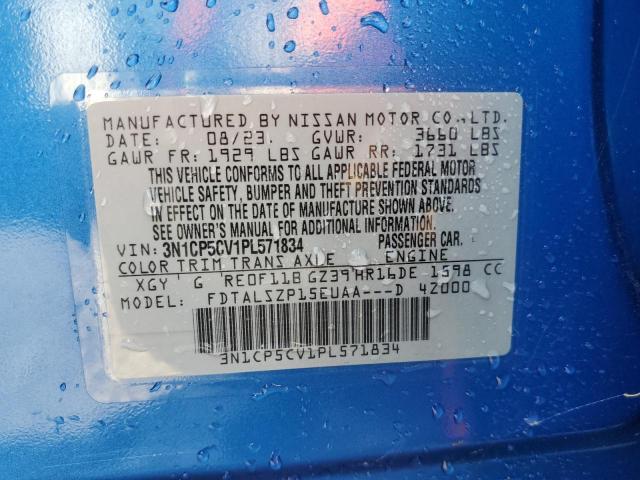 MANUFACTURED BY NISSAN MOTOR CO.,LTD.
DATE: 08/23. GVWR: 3660 LBS
GAWR FR: 1929 LBS GAWR RR: 1731 LBS
THIS VEHICLE CONFORMS TO ALL APPLICABLE FEDERAL MOTOR
VEHICLE SAFETY, BUMPER AND THEFT PREVENTION STANDARDS
IN EFFECT ON THE DATE OF MANUFACTURE SHOWN ABOVE.
SEE OWNER'S MANUAL FOR ADDITIONAL INFORMATION.
VIN: 3N1CP5CV1PL571834 PASSENGER CAR
COLOR TRIM TRANS AXLE ENGINE
XGY G RE0F11B GZ39 HR16DE 1598 CC
MODEL FDTALSZP15EUAA---D 42000
3N1CP5CV1PL571834